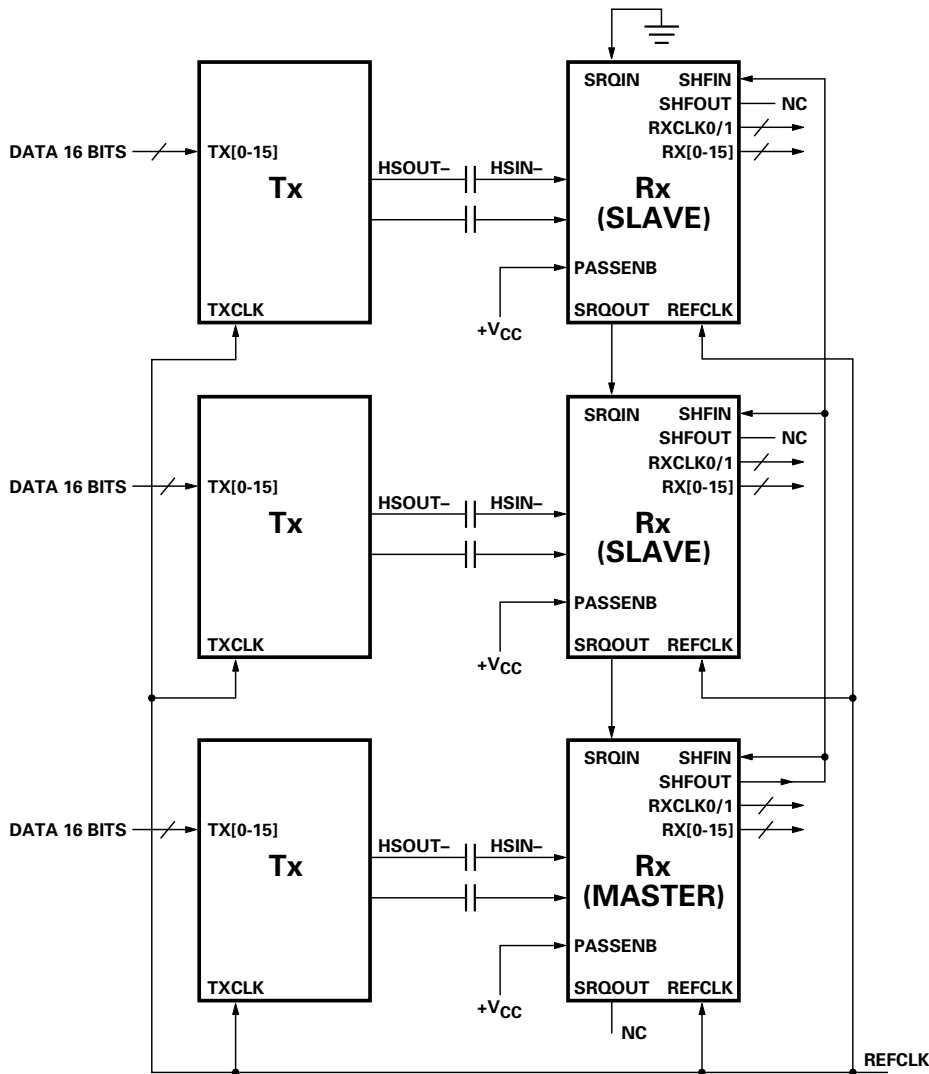 SRQIN
SHFIN
SHFOUT
NC
RXCLK0/1
RX[0-15]
DATA 16 BITS
TX[0-15]
Tx
HSOUT–
HSIN–
Rx
(SLAVE)
PASSENB
+VCC
TXCLK
SRQOUT
REFCLK
SRQIN
SHFIN
SHFOUT
NC
RXCLK0/1
RX[0-15]
DATA 16 BITS
TX[0-15]
Tx
HSOUT–
HSIN–
Rx
(SLAVE)
PASSENB
+VCC
TXCLK
SRQOUT
REFCLK
SRQIN
SHFIN
SHFOUT
RXCLK0/1
RX[0-15]
DATA 16 BITS
TX[0-15]
Tx
HSOUT–
HSIN–
Rx
(MASTER)
PASSENB
+VCC
TXCLK
SRQOUT
REFCLK
NC
REFCLK